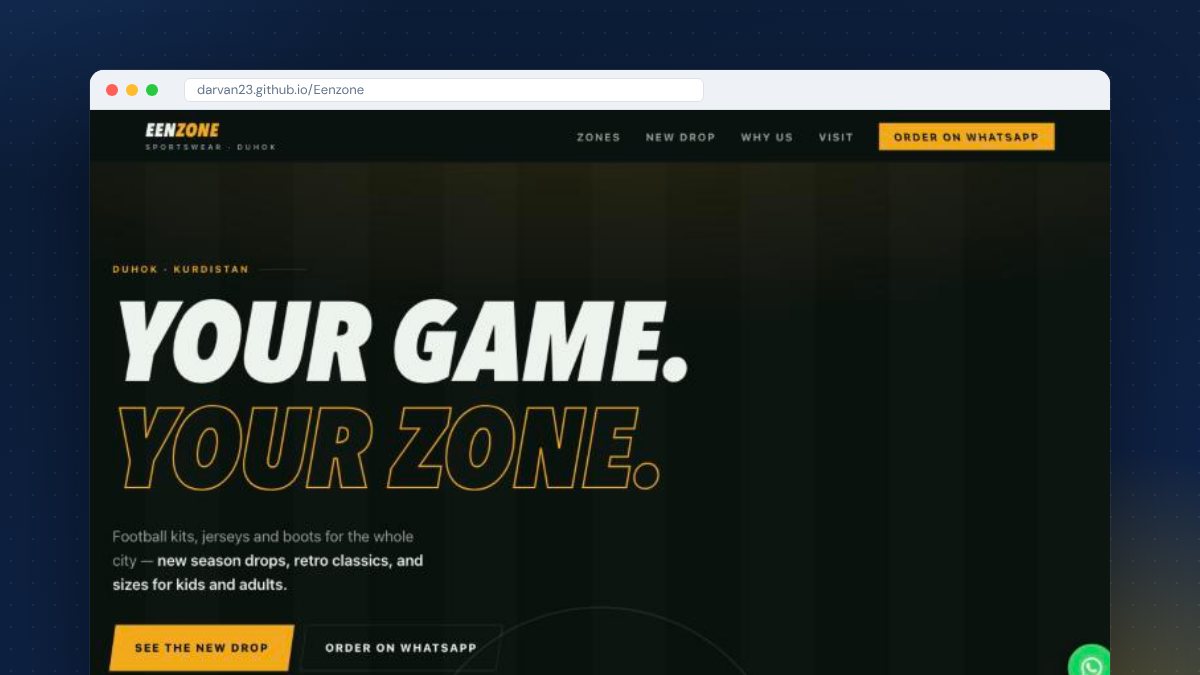 darvan23.github.io/Eenzone
EENZONE
SPORTSWEAR · DUHOK
ZONES NEW DROP WHY US VISIT ORDER ON WHATSAPP
DUHOK · KURDISTAN
YOUR GAME.
YOUR ZONE.
Football kits, jerseys and boots for the whole
city — new season drops, retro classics, and
sizes for kids and adults.
SEE THE NEW DROP ORDER ON WHATSAPP